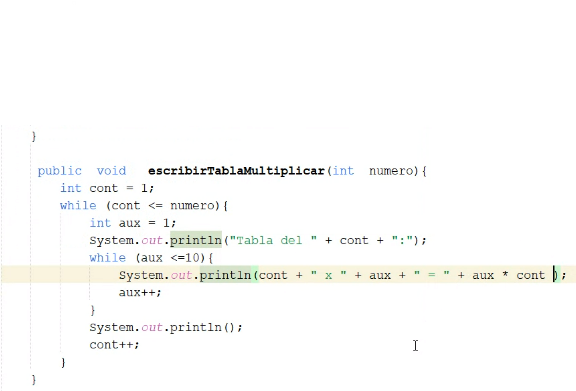 }
public void escribirTablaMultiplicar(int numero){
int cont = 1;
while (cont <= numero){
int aux = 1;
System.out.println("Tabla del " + cont + ":");
while (aux <=10){
System.out.println(cont + " x " + aux + " = " + aux * cont );
aux++;
}
System.out.println();
cont++;
}
}